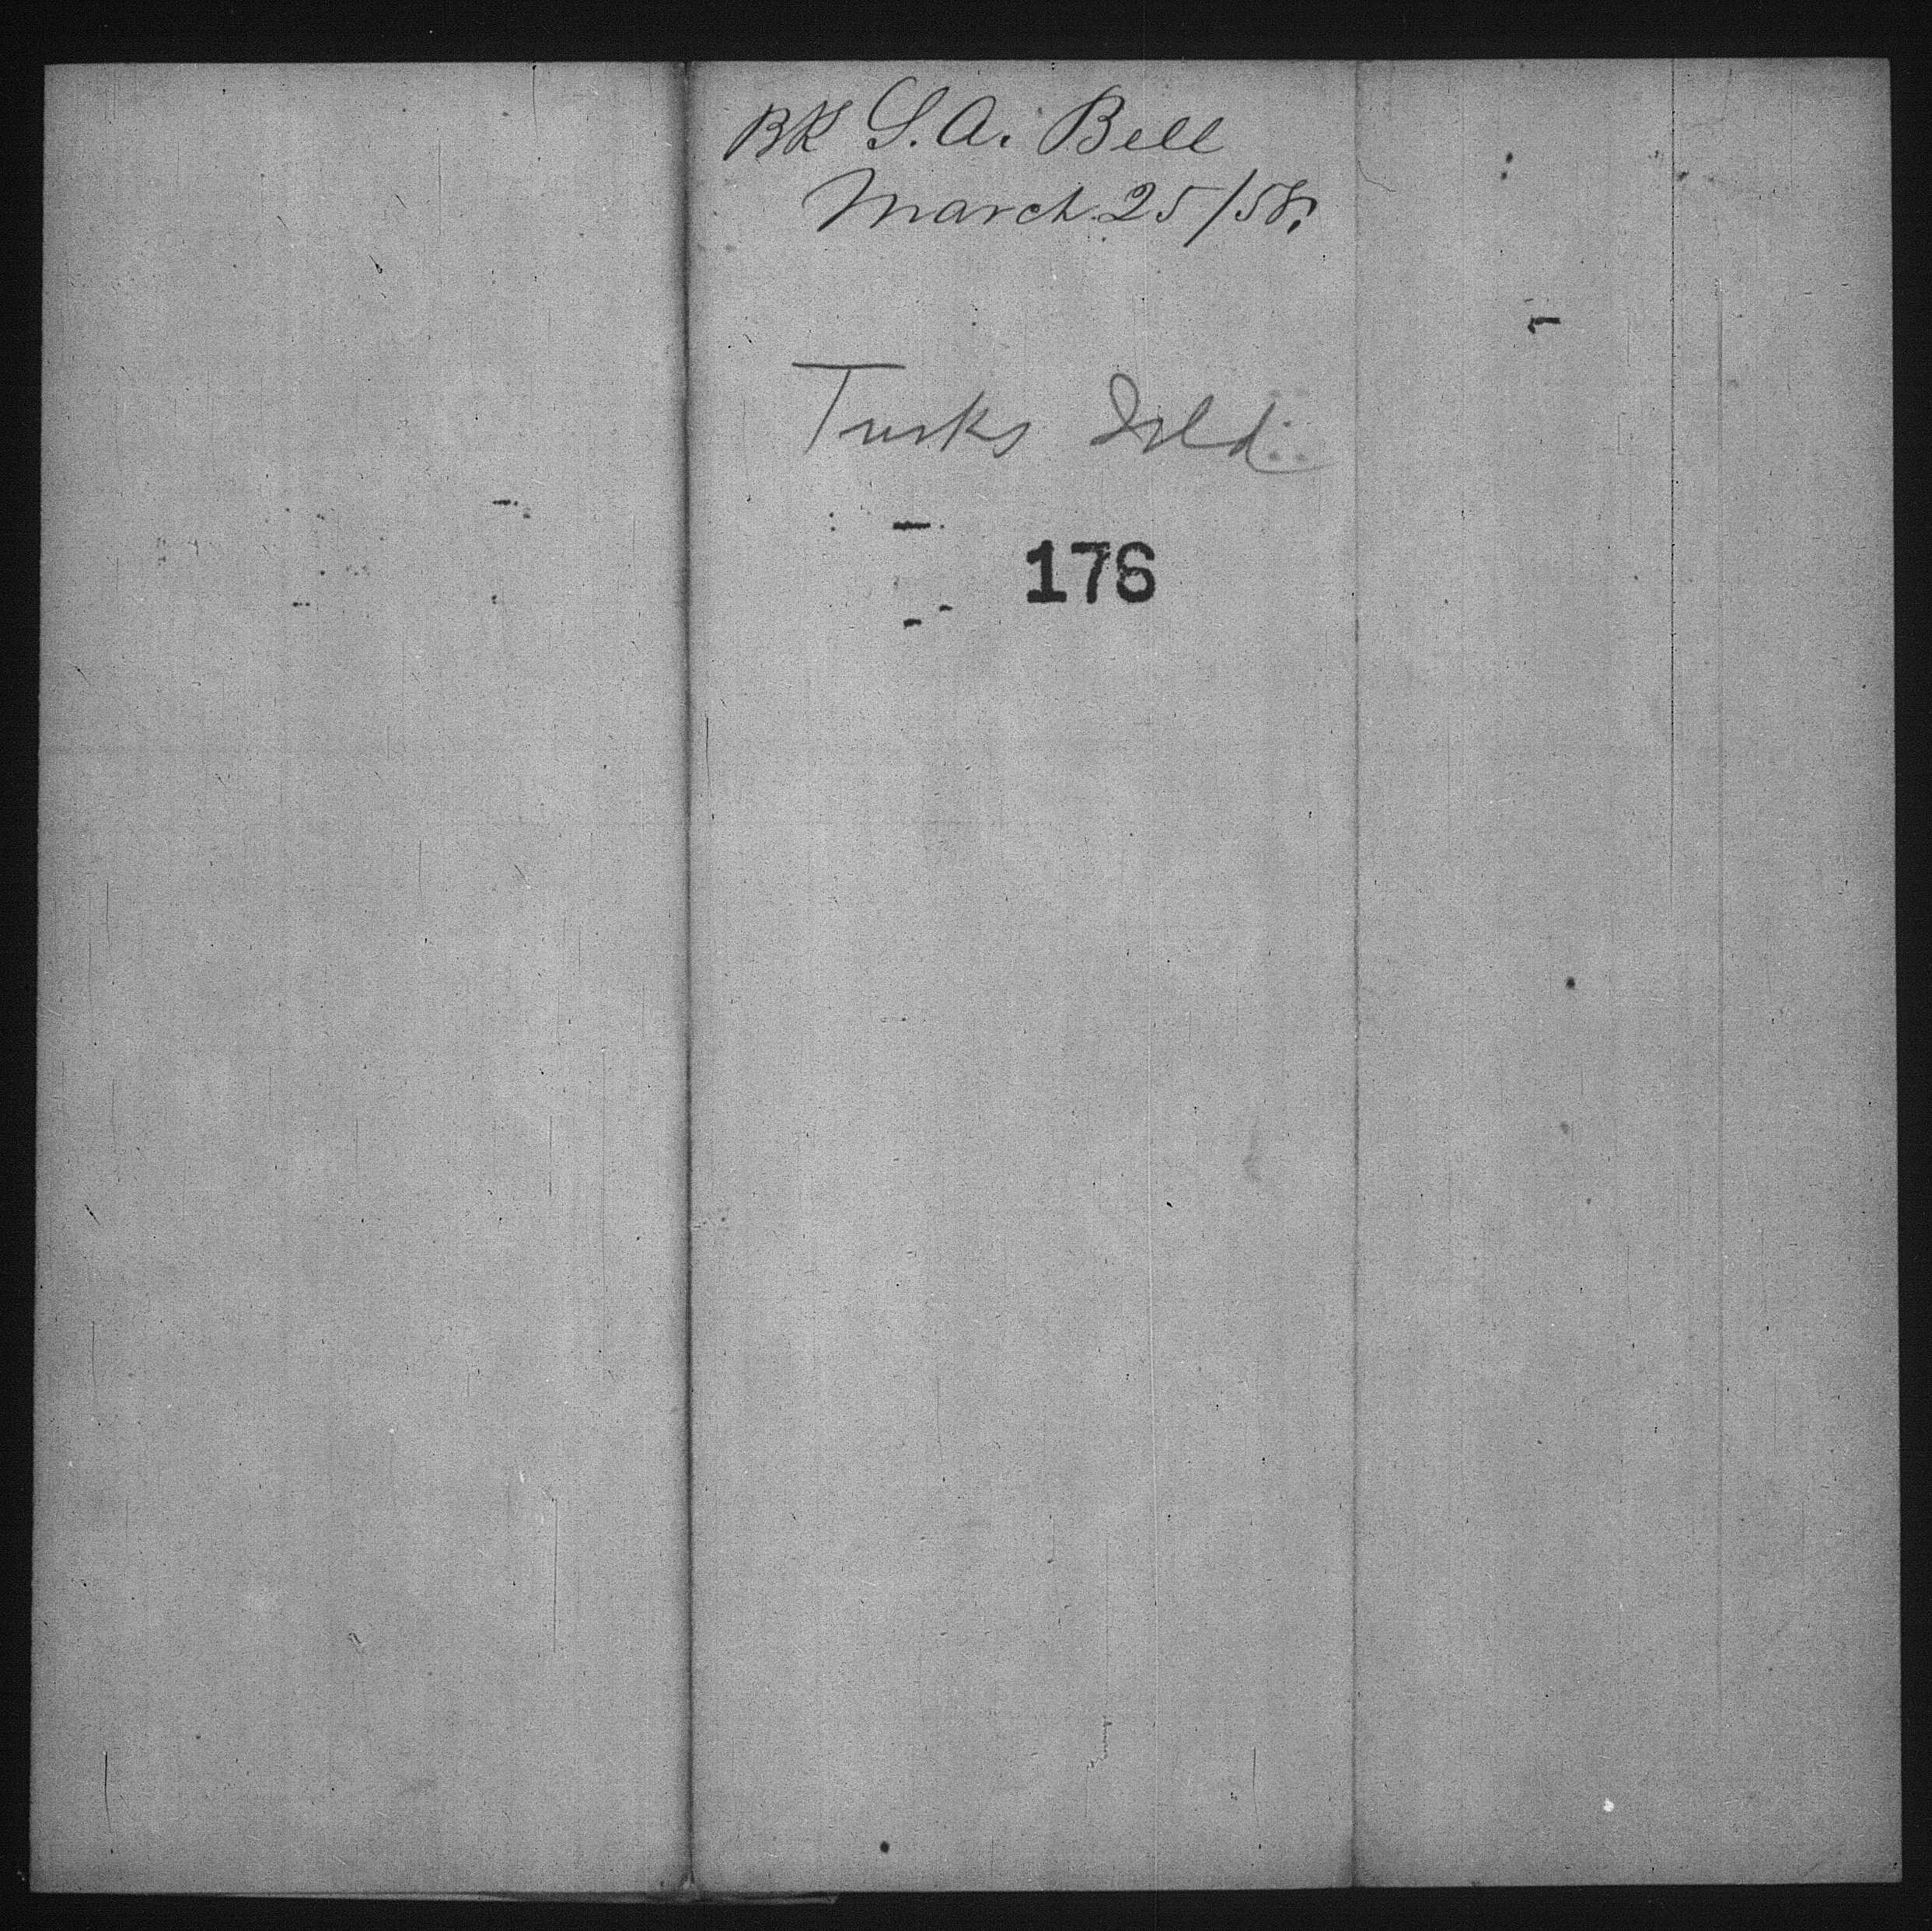 Bk S.A. Bell
March 25/58.
Turks Isld.
176